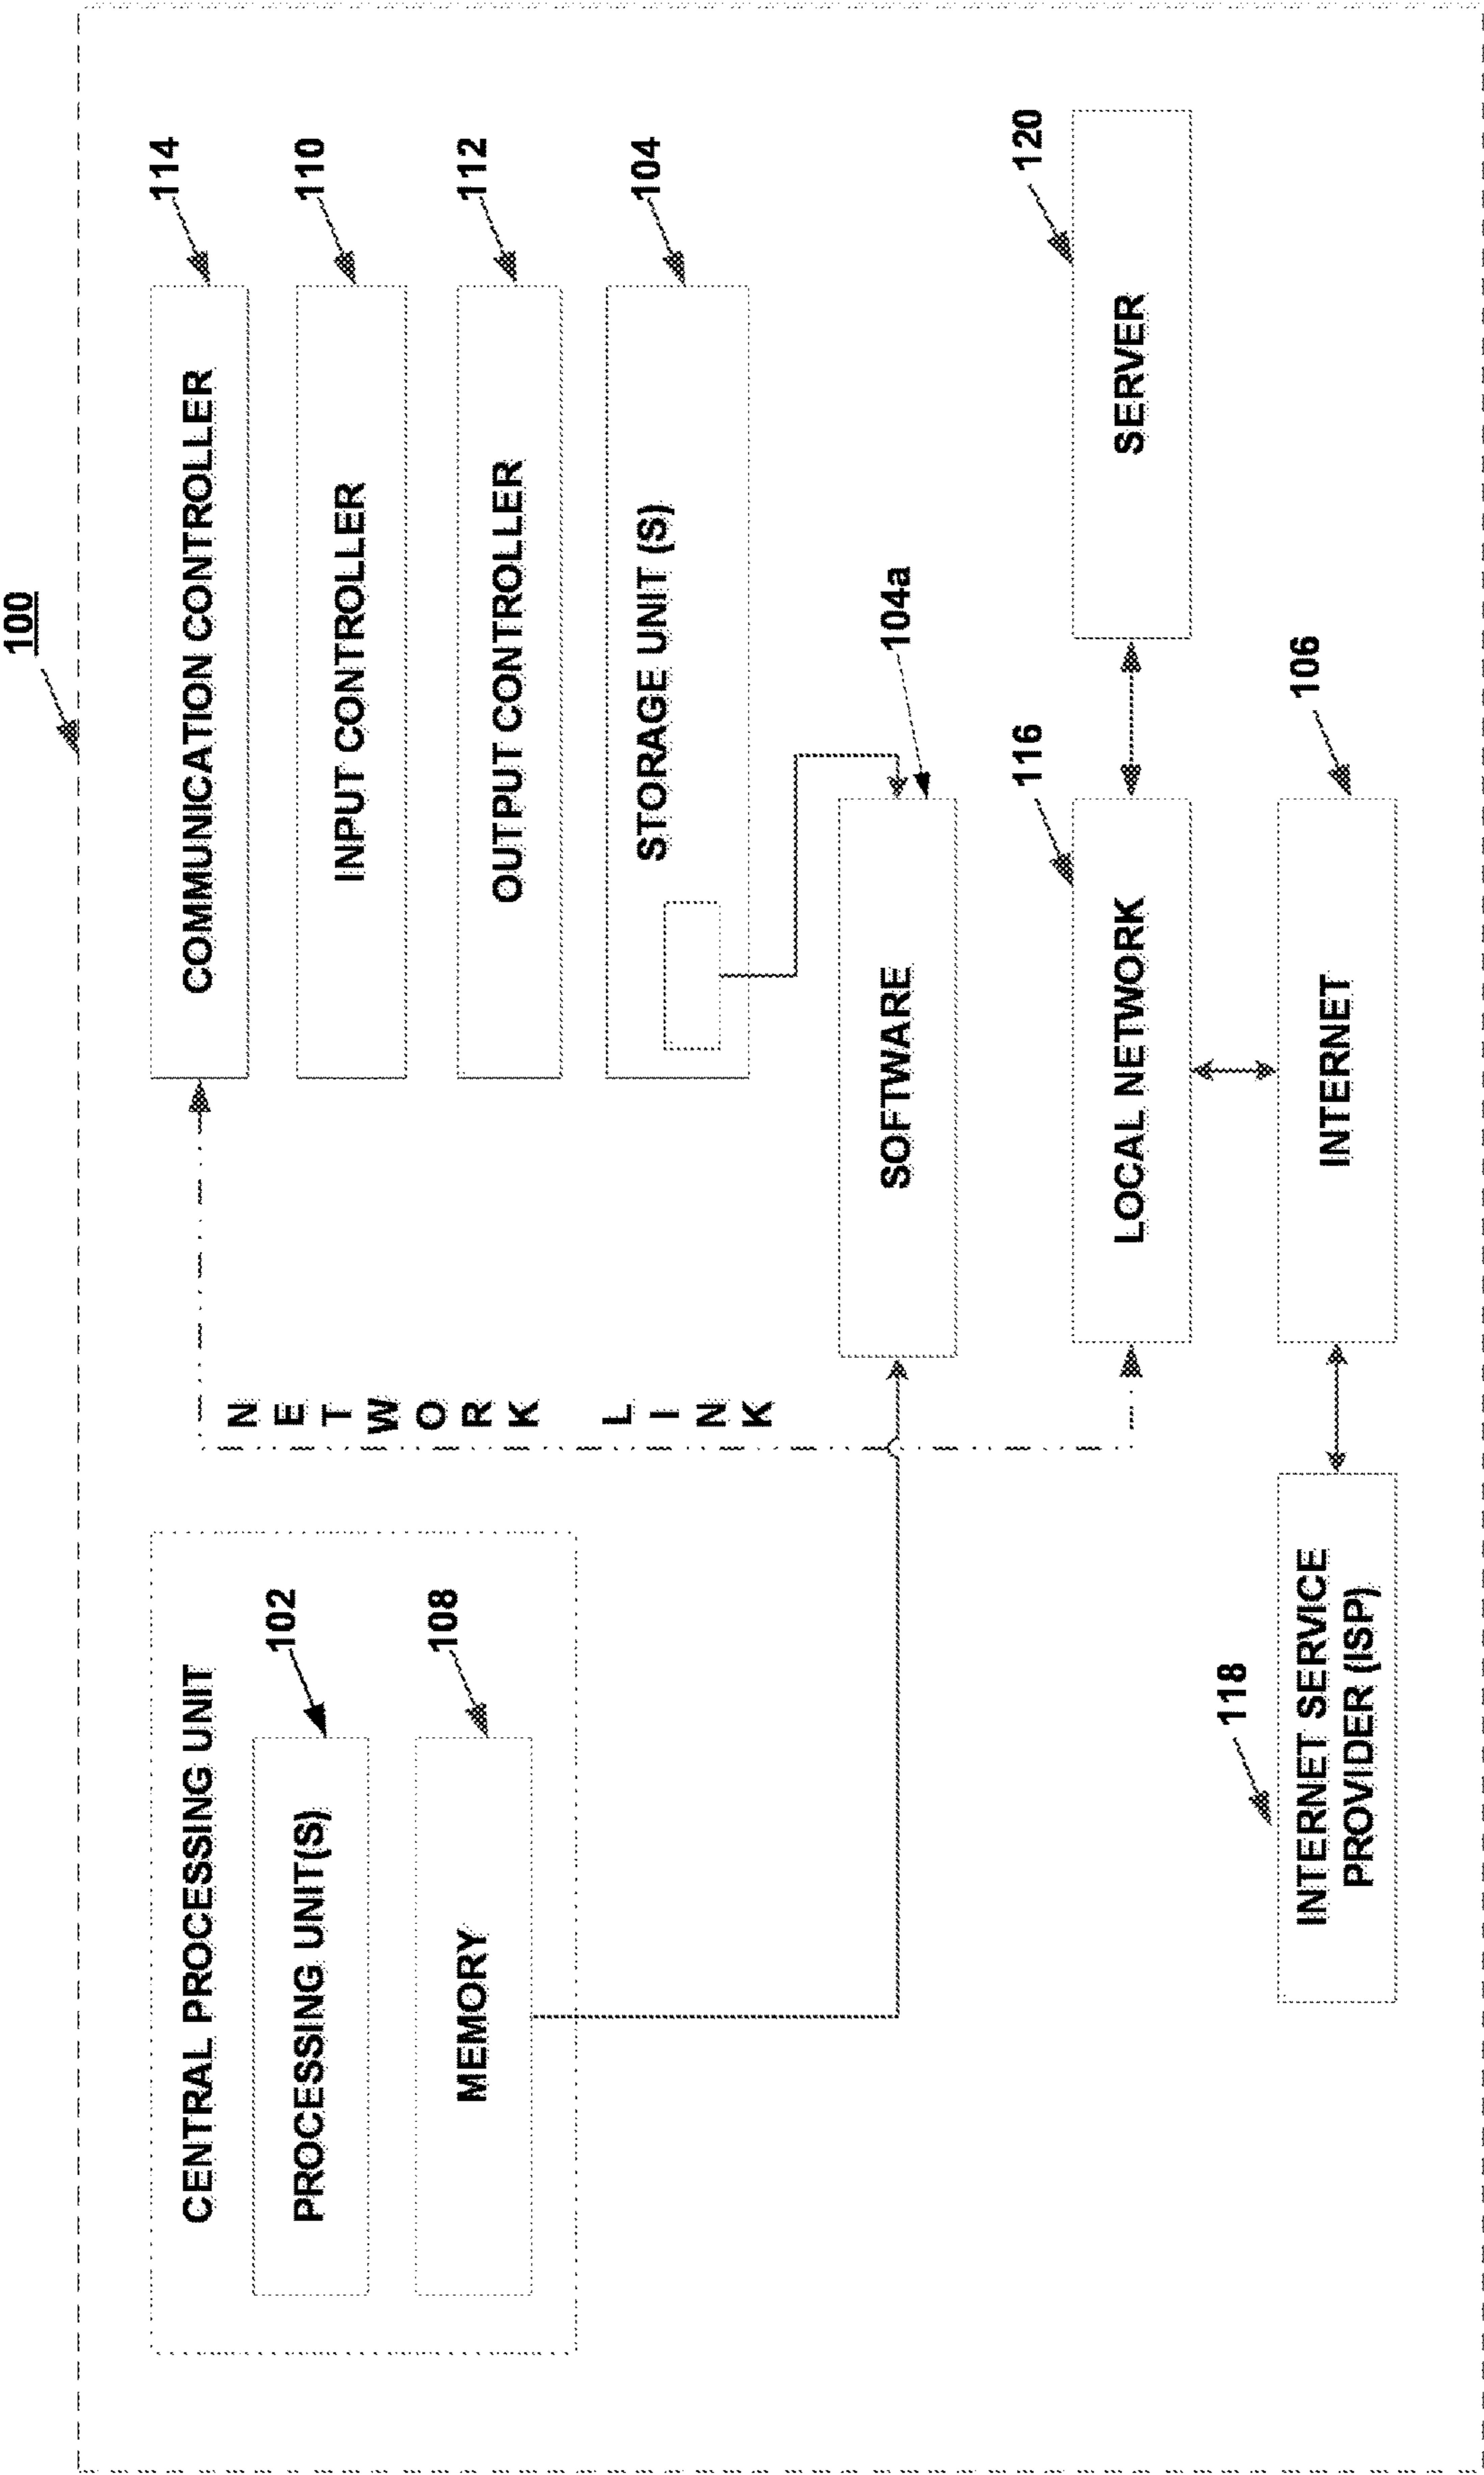 100
CENTRAL PROCESSING UNIT
102
PROCESSING UNIT(S)
108
MEMORY
NETWORK LINK
COMMUNICATION CONTROLLER
114
INPUT CONTROLLER
110
OUTPUT CONTROLLER
112
STORAGE UNIT (S)
104
SOFTWARE
104a
LOCAL NETWORK
116
SERVER
120
INTERNET SERVICE
PROVIDER (ISP)
118
INTERNET
106